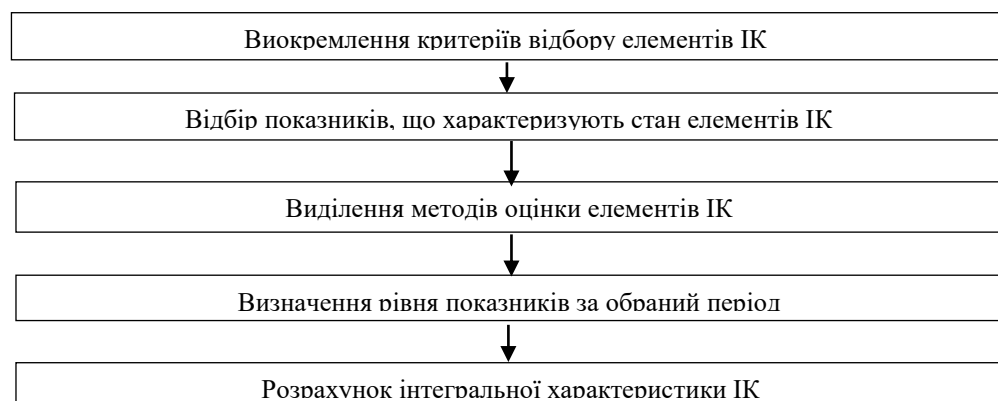 Виокремлення критеріїв відбору елементів ІК
Відбір показників, що характеризують стан елементів ІК
Виділення методів оцінки елементів ІК
Визначення рівня показників за обраний період
Розрахунок інтегральної характеристики ІК